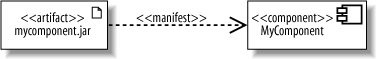 <<artifact>>
mycomponent.jar
<<manifest>>
<<component>>
MyComponent